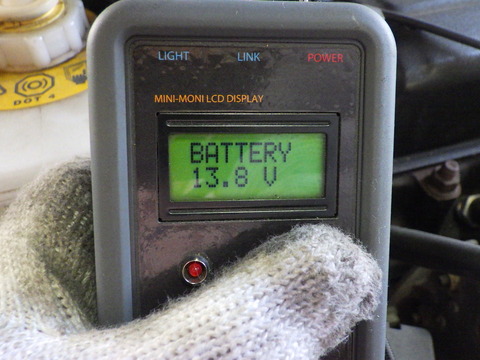 LIGHT LINK POWER
MINI-MONI LCD DISPLAY
BATTERY
13.8 V
DOT 4